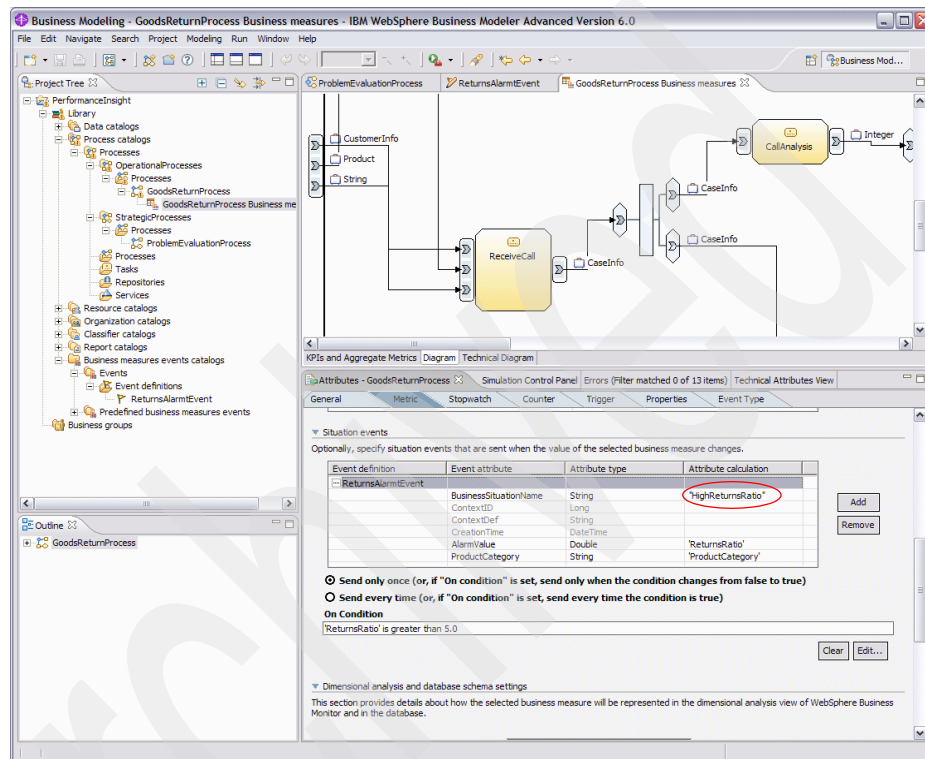 Business Modeling - GoodsReturnProcess Business measures - IBM WebSphere Business Modeler Advanced Version 6.0
File Edit Navigate Search Project Modeling Run Window Help
Business Mod...
Project Tree
PerformanceInsight
Library
Data catalogs
Process catalogs
Processes
OperationalProcesses
Processes
GoodsReturnProcess
GoodsReturnProcess Business me
StrategicProcesses
Processes
ProblemEvaluationProcess
Processes
Tasks
Repositories
Services
Resource catalogs
Organization catalogs
Classifier catalogs
Report catalogs
Business measures events catalogs
Events
Event definitions
ReturnsAlarmtEvent
Predefined business measures events
Business groups
Outline
GoodsReturnProcess
ProblemEvaluationProcess ReturnsAlarmtEvent GoodsReturnProcess Business measures
CustomerInfo
Product
String
ReceiveCall
CaseInfo
CaseInfo
CaseInfo
CallAnalysis
Integer
KPIs and Aggregate Metrics Diagram Technical Diagram
Attributes - GoodsReturnProcess Simulation Control Panel Errors (Filter matched 0 of 13 items) Technical Attributes View
General Metric Stopwatch Counter Trigger Properties Event Type
Situation events
Optionally, specify situation events that are sent when the value of the selected business measure changes.
Event definition Event attribute Attribute type Attribute calculation
ReturnsAlarmtEvent
BusinessSituationName String "HighReturnsRatio"
ContextID Long
ContextDef String
CreationTime DateTime
AlarmValue Double 'ReturnsRatio'
ProductCategory String 'ProductCategory'
Add
Remove
Send only once (or, if "On condition" is set, send only when the condition changes from false to true)
Send every time (or, if "On condition" is set, send every time the condition is true)
On Condition
'ReturnsRatio' is greater than 5.0
Clear Edit...
Dimensional analysis and database schema settings
This section provides details about how the selected business measure will be represented in the dimensional analysis view of WebSphere Business
Monitor and in the database.